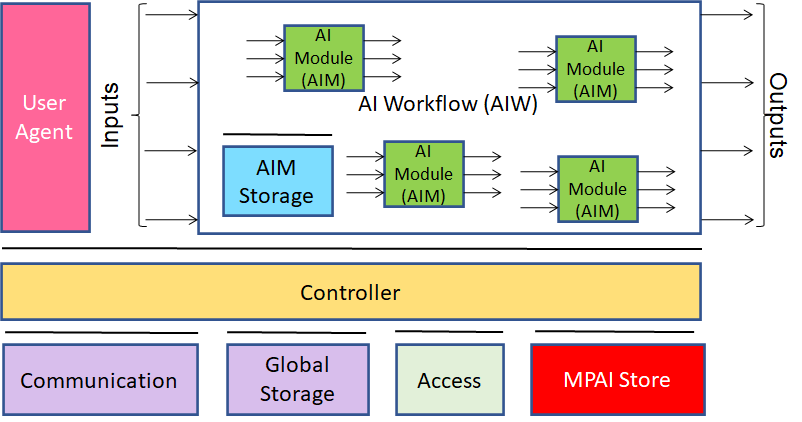 User
Agent
Inputs
AI
Module
(AIM)
AI
Module
(AIM)
AI Workflow (AIW)
AIM
Storage
AI
Module
(AIM)
AI
Module
(AIM)
Outputs
Controller
Communication
Global
Storage
Access
MPAI Store